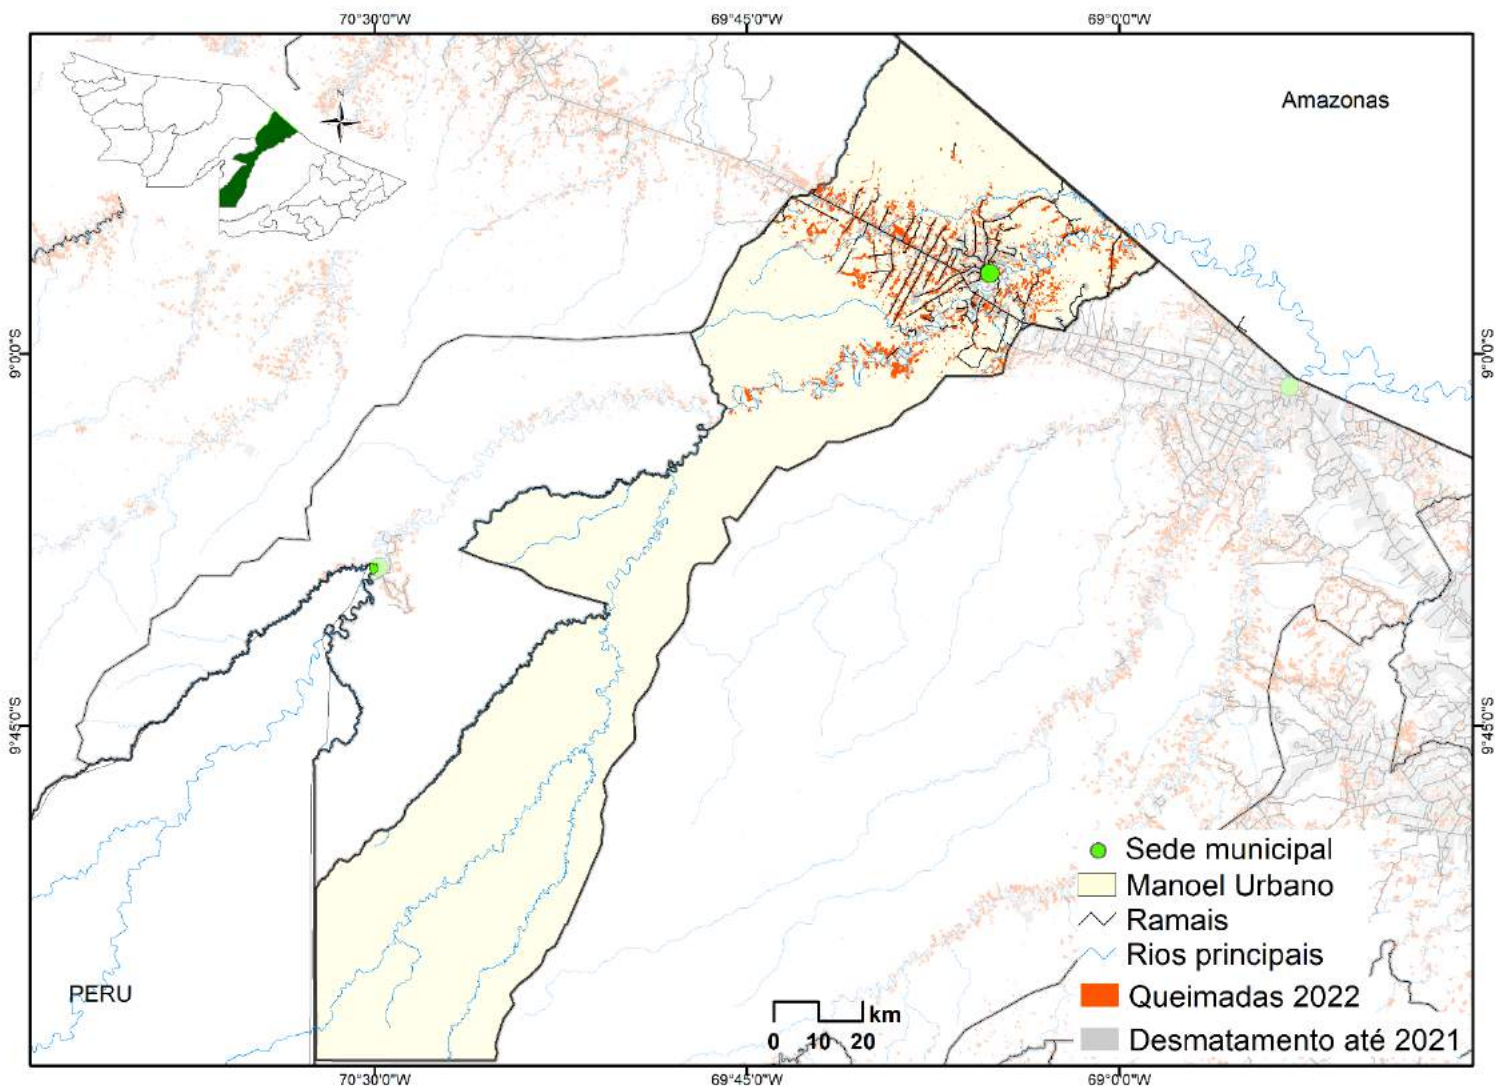 70°30'0"W
69°45'0"W
69°0'0"W
Amazonas
N
9°0'0"S
9°0'0"S
9°45'0"S
9°45'0"S
Sede municipal
Manoel Urbano
Ramais
Rios principais
Queimadas 2022
Desmatamento até 2021
PERU
km
0 10 20
70°30'0"W
69°45'0"W
69°0'0"W